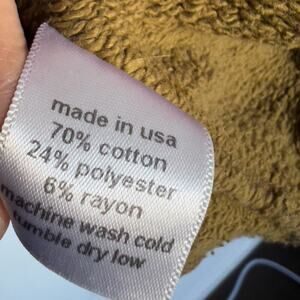 made in usa
70% cotton
24% polyester
6% rayon
machine wash cold
tumble dry low